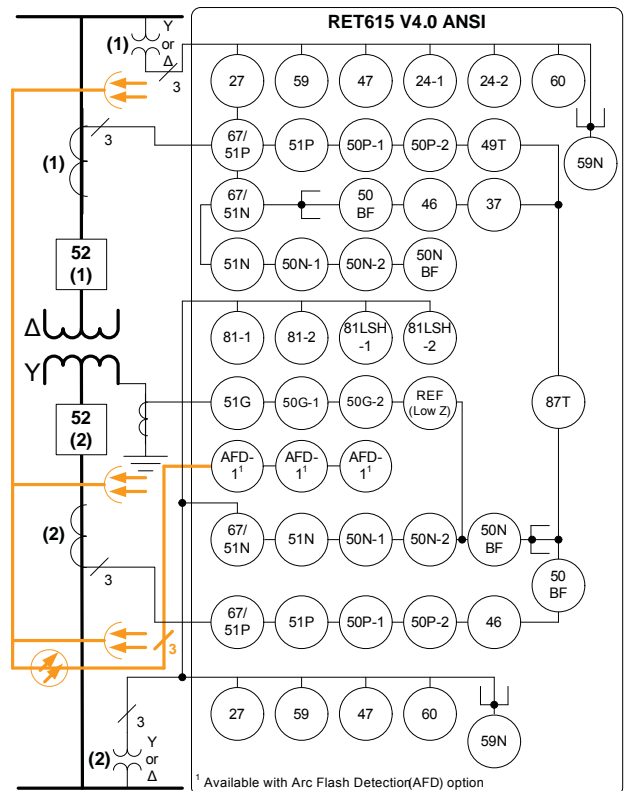 RET615 V4.0 ANSI
(1)
Y
or
Δ
3
27
59
47
24-1
24-2
60
3
(1)
67/
51P
51P
50P-1
50P-2
49T
59N
67/
51N
50
BF
46
37
52
(1)
51N
50N-1
50N-2
50N
BF
Δ
81-1
81-2
81LSH
-1
81LSH
-2
Y
51G
50G-1
50G-2
REF
(Low Z)
87T
52
(2)
AFD-
1¹
AFD-
1¹
AFD-
1¹
(2)
67/
51N
51N
50N-1
50N-2
50N
BF
3
50
BF
67/
51P
51P
50P-1
50P-2
46
3
3
27
59
47
60
59N
(2)
Y
or
Δ
¹ Available with Arc Flash Detection(AFD) option